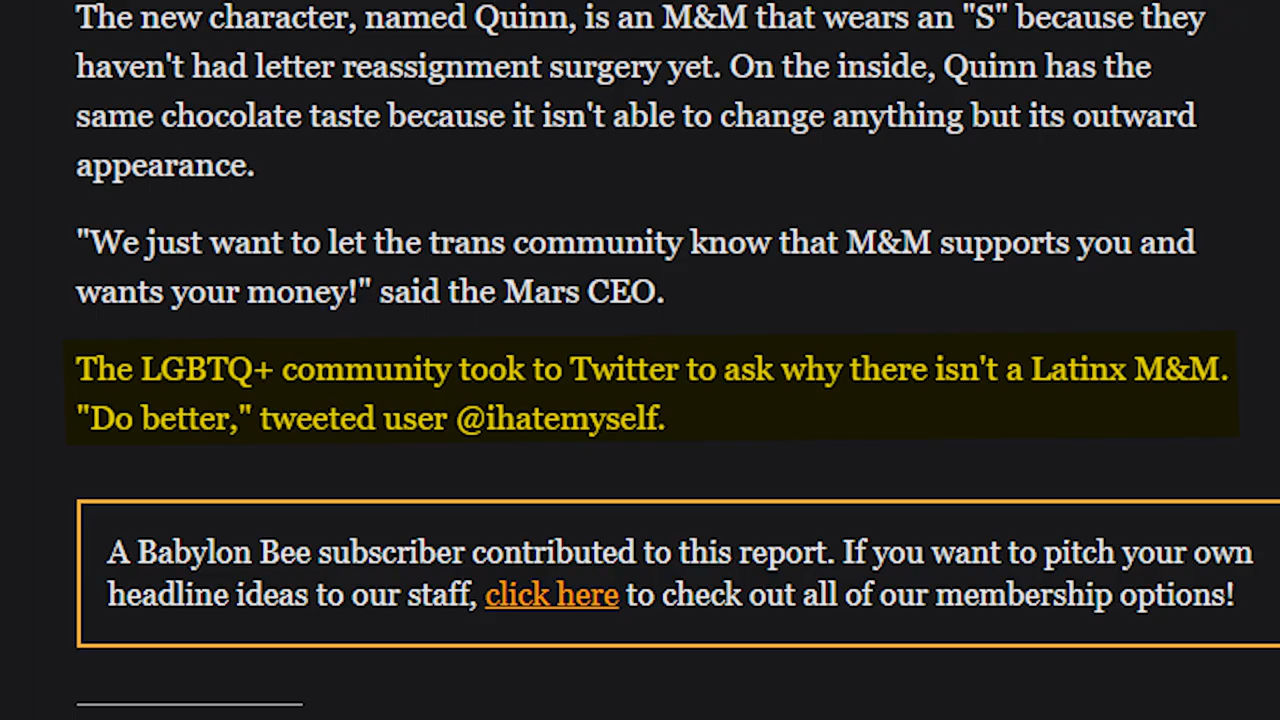 The new character, named Quinn, is an M&M that wears an "S" because they
haven't had letter reassignment surgery yet. On the inside, Quinn has the
same chocolate taste because it isn't able to change anything but its outward
appearance.
"We just want to let the trans community know that M&M supports you and
wants your money!" said the Mars CEO.
The LGBTQ+ community took to Twitter to ask why there isn't a Latinx M&M.
"Do better," tweeted user @ihatemyself.
A Babylon Bee subscriber contributed to this report. If you want to pitch your own
headline ideas to our staff, click here to check out all of our membership options!